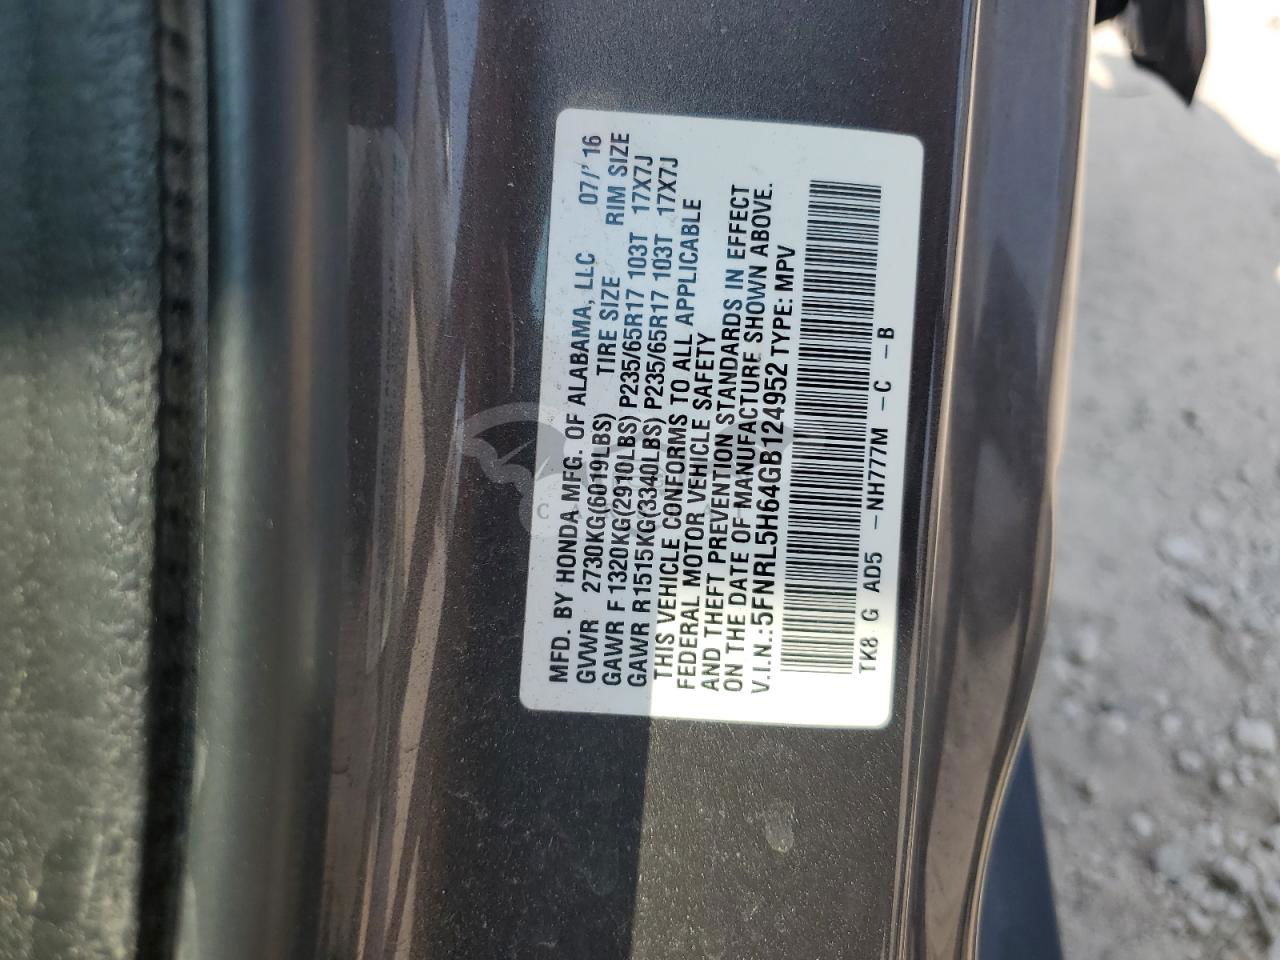 MFD. BY HONDA MFG. OF ALABAMA, LLC 07/'16
GVWR 2730KG(6019LBS) TIRE SIZE RIM SIZE
GAWR F 1320KG(2910LBS) P235/65R17 103T 17X7J
GAWR R 1515KG(3340LBS) P235/65R17 103T 17X7J
THIS VEHICLE CONFORMS TO ALL APPLICABLE
FEDERAL MOTOR VEHICLE SAFETY
AND THEFT PREVENTION STANDARDS IN EFFECT
ON THE DATE OF MANUFACTURE SHOWN ABOVE.
V.I.N.:5FNRL5H64GB124952 TYPE: MPV
TK8 G AD5 -NH777M -C -B